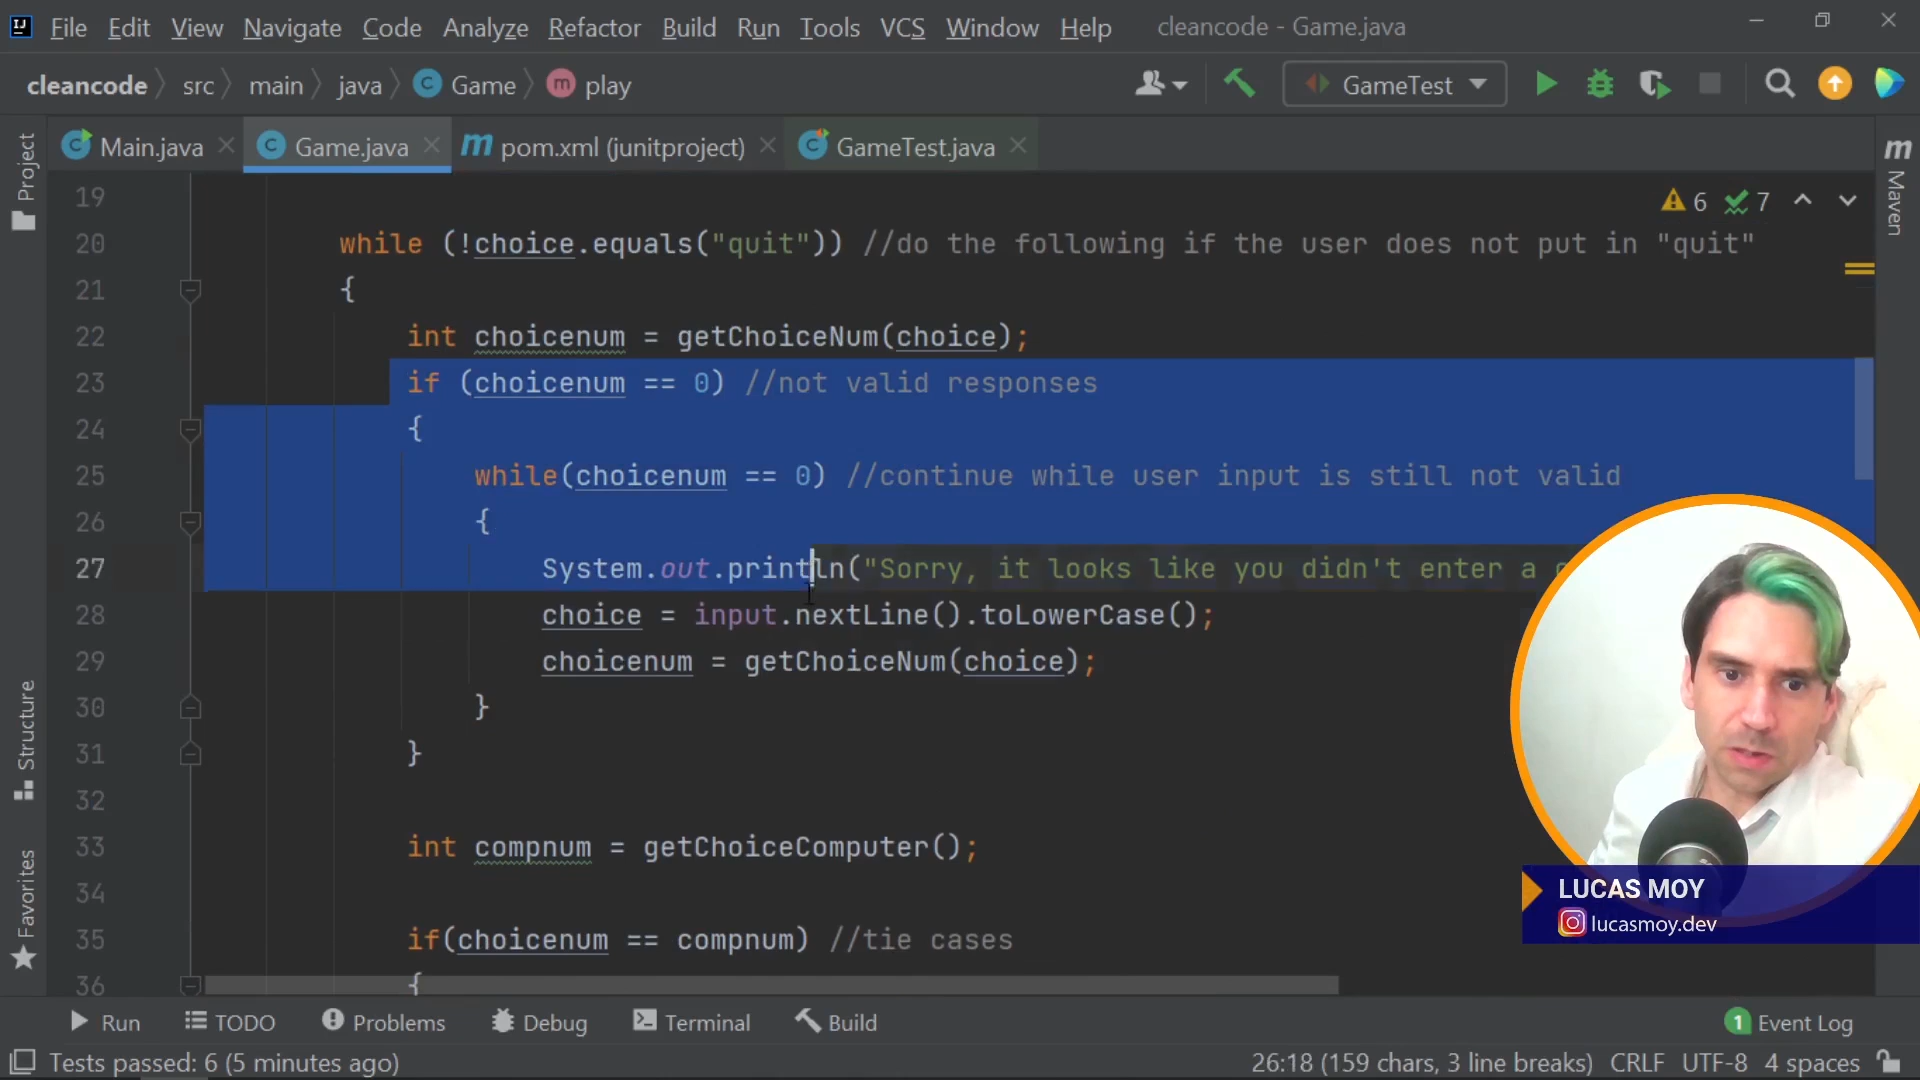 File Edit View Navigate Code Analyze Refactor Build Run Tools VCS Window Help cleancode - Game.java
cleancode src main java Game play GameTest
Main.java Game.java pom.xml (junitproject) GameTest.java
Project
Structure
Favorites
Maven
6 7
19
20 while (!choice.equals("quit")) //do the following if the user does not put in "quit"
21 {
22 int choicenum = getChoiceNum(choice);
23 if (choicenum == 0) //not valid responses
24 {
25 while(choicenum == 0) //continue while user input is still not valid
26 {
27 System.out.println("Sorry, it looks like you didn't enter a
28 choice = input.nextLine().toLowerCase();
29 choicenum = getChoiceNum(choice);
30 }
31 }
32
33 int compnum = getChoiceComputer();
34
35 if(choicenum == compnum) //tie cases
36 {
LUCAS MOY
lucasmoy.dev
Run TODO Problems Debug Terminal Build 1 Event Log
Tests passed: 6 (5 minutes ago) 26:18 (159 chars, 3 line breaks) CRLF UTF-8 4 spaces